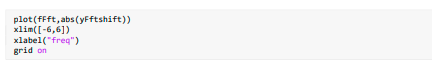 plot(fFft,abs(yFftshift))
xlim([-6,6])
xlabel("freq")
grid on